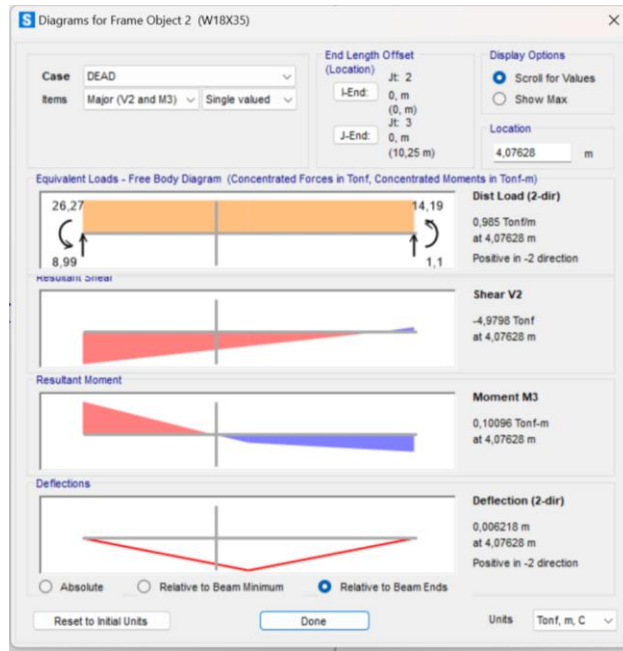 Diagrams for Frame Object 2 (W18X35)
Case DEAD
Items Major (V2 and M3) Single valued
End Length Offset
(Location)
Jt: 2
I-End: 0, m
(0, m)
Jt: 3
J-End: 0, m
(10,25 m)
Display Options
Scroll for Values
Show Max
Location
4,07628 m
Equivalent Loads - Free Body Diagram (Concentrated Forces in Tonf, Concentrated Moments in Tonf-m)
26,27 14,19
8,99 1,1
Dist Load (2-dir)
0,985 Tonf/m
at 4,07628 m
Positive in -2 direction
Resultant Shear
Shear V2
-4,9798 Tonf
at 4,07628 m
Resultant Moment
Moment M3
0,10096 Tonf-m
at 4,07628 m
Deflections
Deflection (2-dir)
0,006218 m
at 4,07628 m
Positive in -2 direction
Absolute Relative to Beam Minimum Relative to Beam Ends
Reset to Initial Units Done Units Tonf, m, C